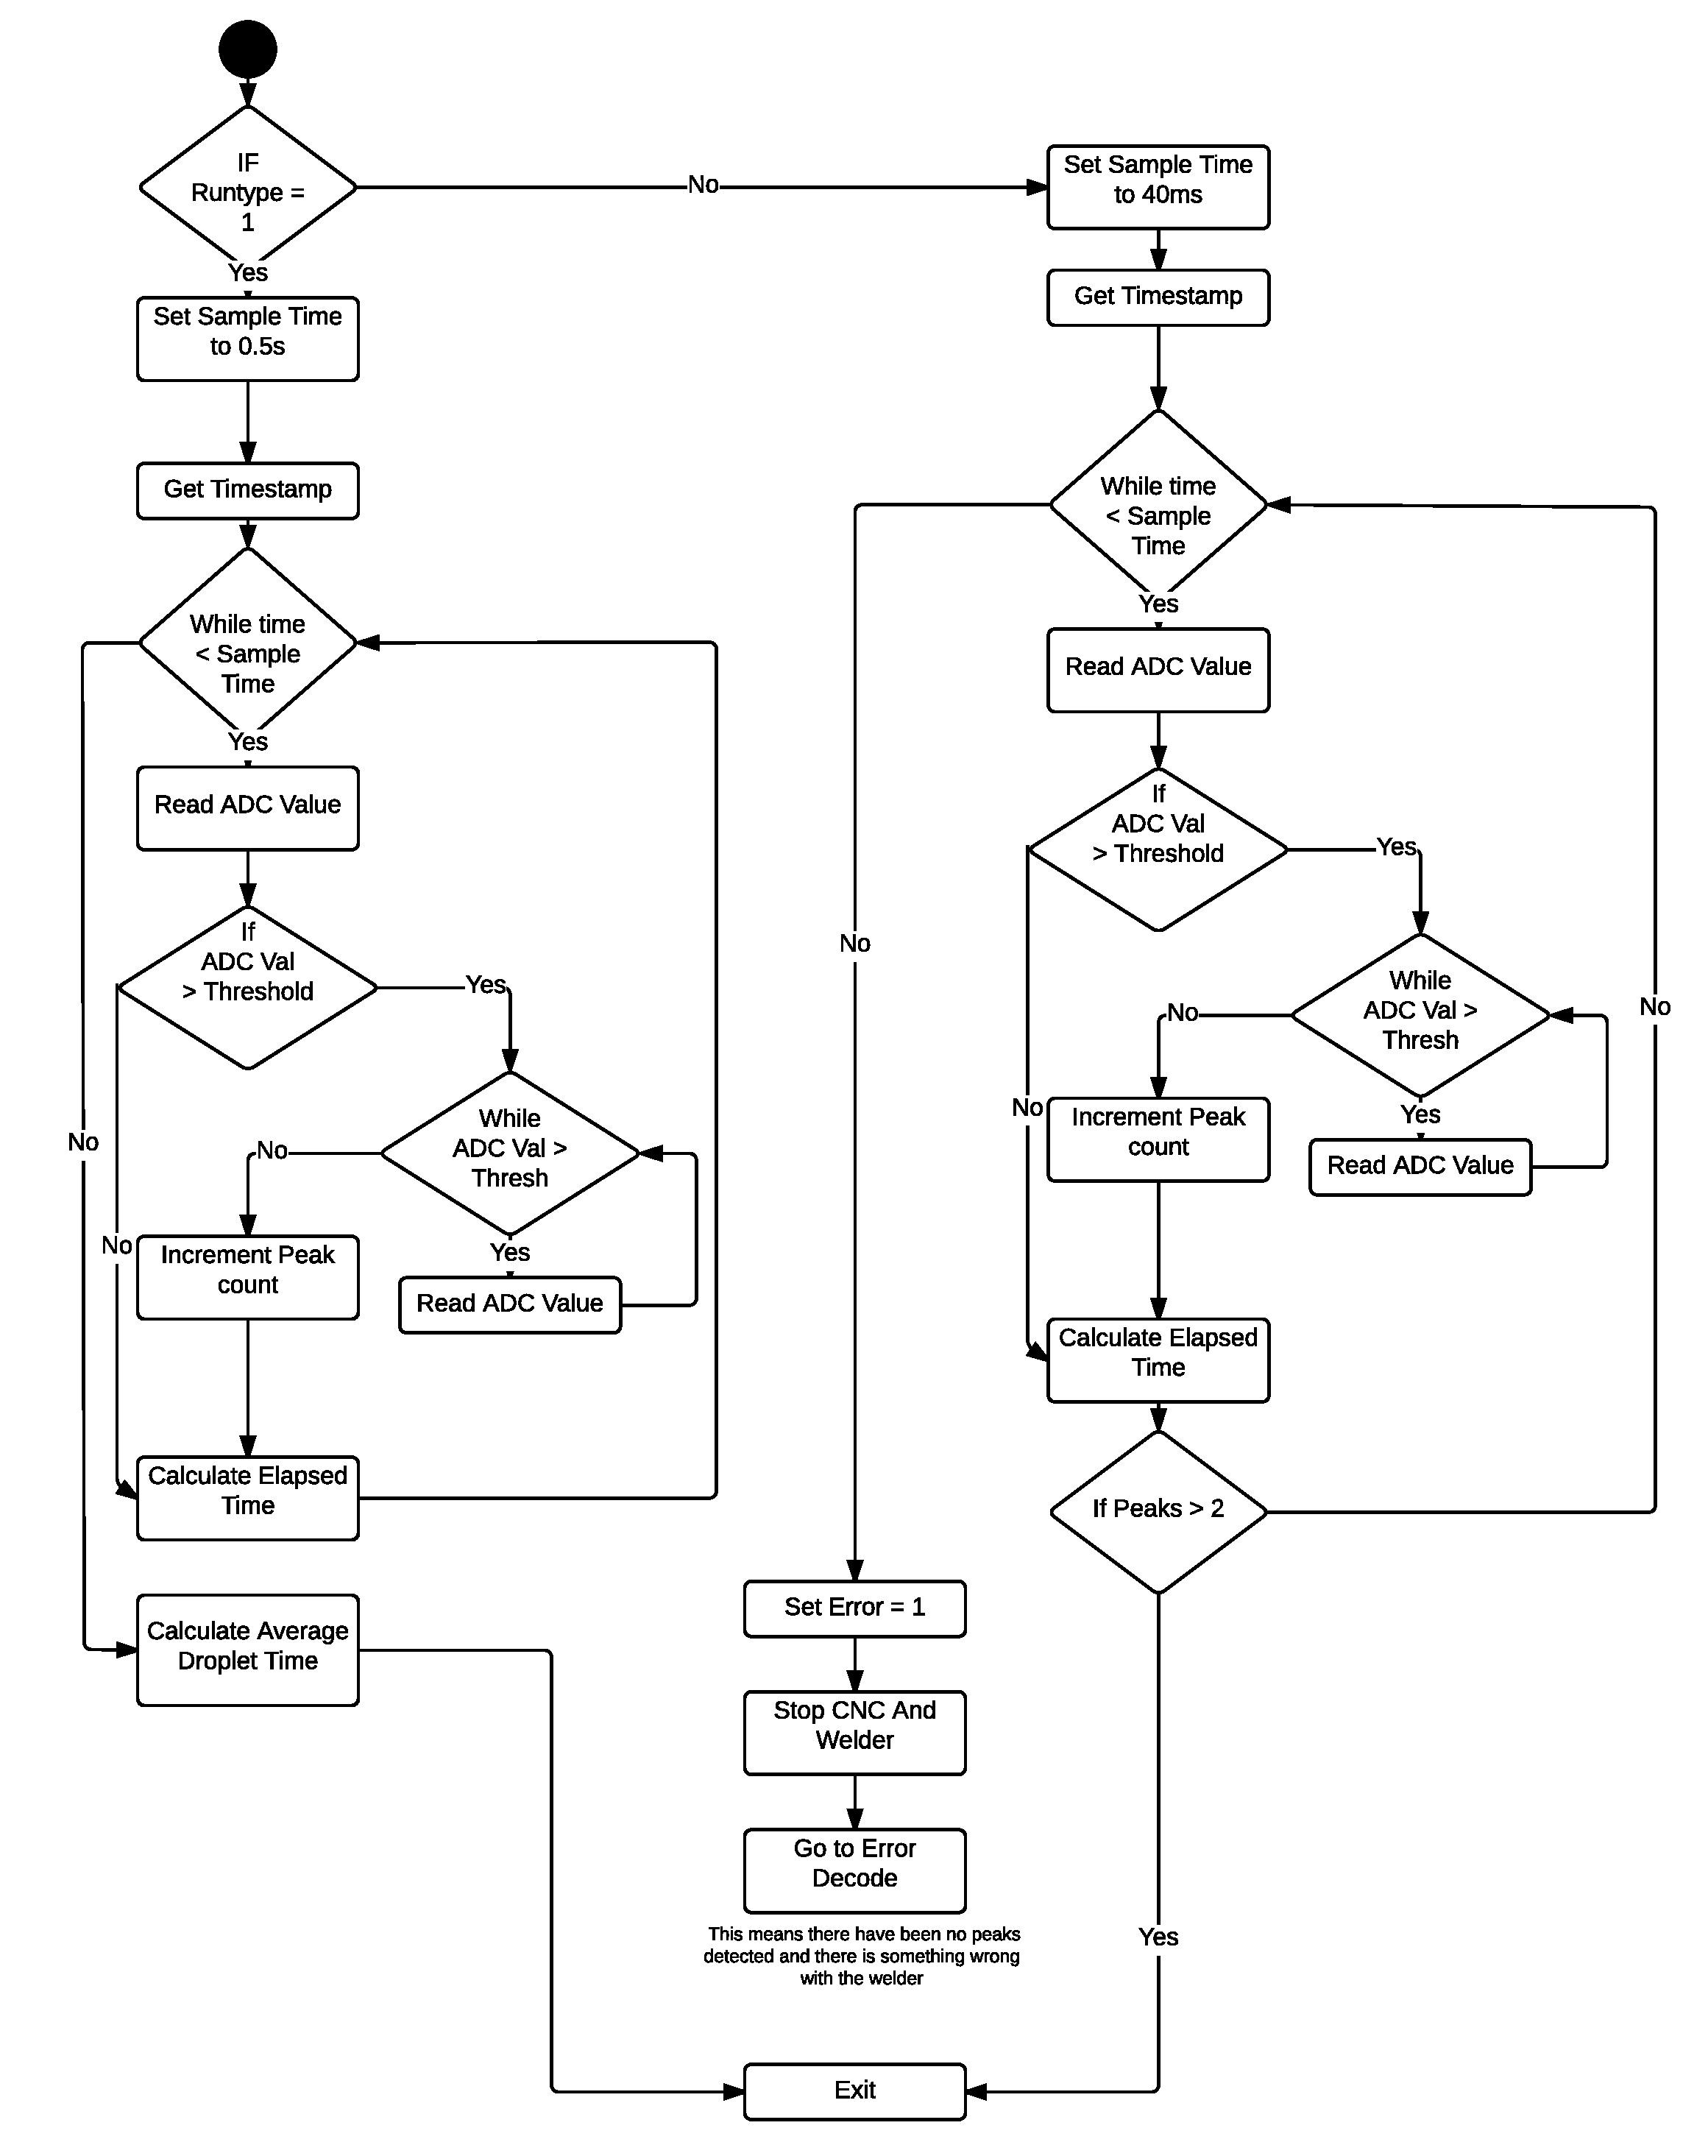 IF
Runtype =
1
No
Yes
Set Sample Time
to 0.5s
Get Timestamp
While time
< Sample
Time
Yes
Read ADC Value
If
ADC Val
> Threshold
Yes
While
ADC Val >
Thresh
No
Yes
Read ADC Value
No
No
Increment Peak
count
Calculate Elapsed
Time
Calculate Average
Droplet Time
Set Sample Time
to 40ms
Get Timestamp
While time
< Sample
Time
Yes
Read ADC Value
If
ADC Val
> Threshold
Yes
While
ADC Val >
Thresh
No
Yes
Read ADC Value
No
No
No
Increment Peak
count
Calculate Elapsed
Time
If Peaks > 2
Set Error = 1
Stop CNC And
Welder
Go to Error
Decode
This means there have been no peaks
detected and there is something wrong
with the welder
Yes
Exit